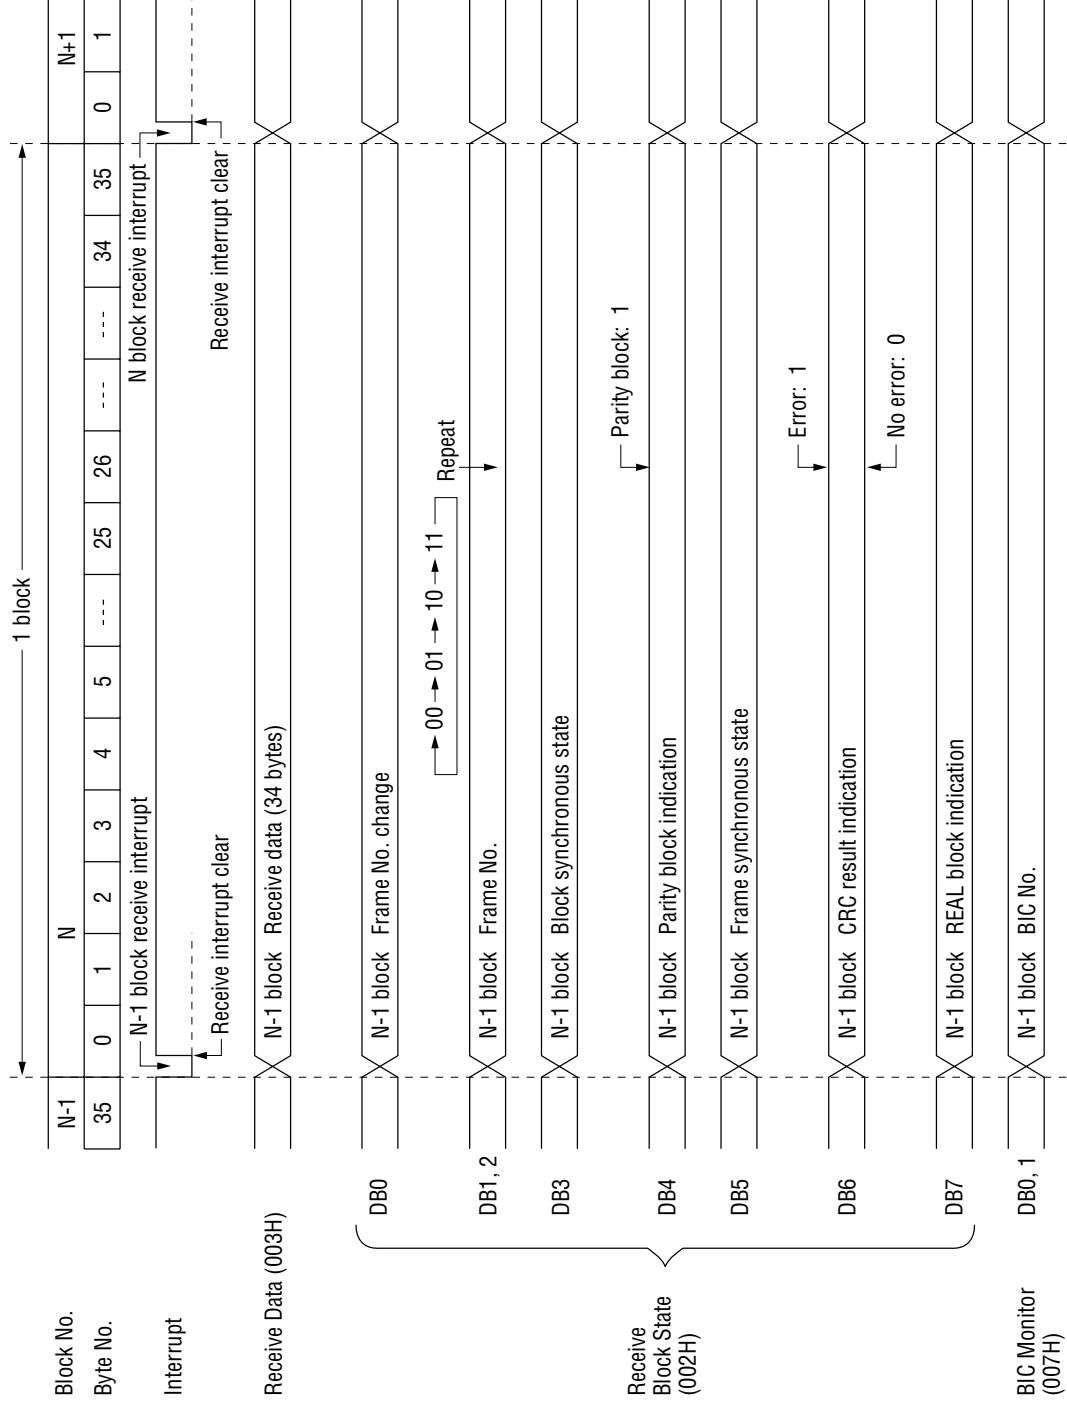 1 block
Block No. N-1 N N+1
Byte No. 35 0 1 2 3 4 5 --- 25 26 --- --- 34 35 0 1
N-1 block receive interrupt N block receive interrupt
Interrupt
Receive interrupt clear Receive interrupt clear
Receive Data (003H) N-1 block Receive data (34 bytes)
DB0 N-1 block Frame No. change
00 01 10 11 Repeat
DB1, 2 N-1 block Frame No.
DB3 N-1 block Block synchronous state
Parity block: 1
Receive
Block State
(002H)
DB4 N-1 block Parity block indication
DB5 N-1 block Frame synchronous state
Error: 1
DB6 N-1 block CRC result indication
No error: 0
DB7 N-1 block REAL block indication
BIC Monitor
(007H)
DB0, 1 N-1 block BIC No.